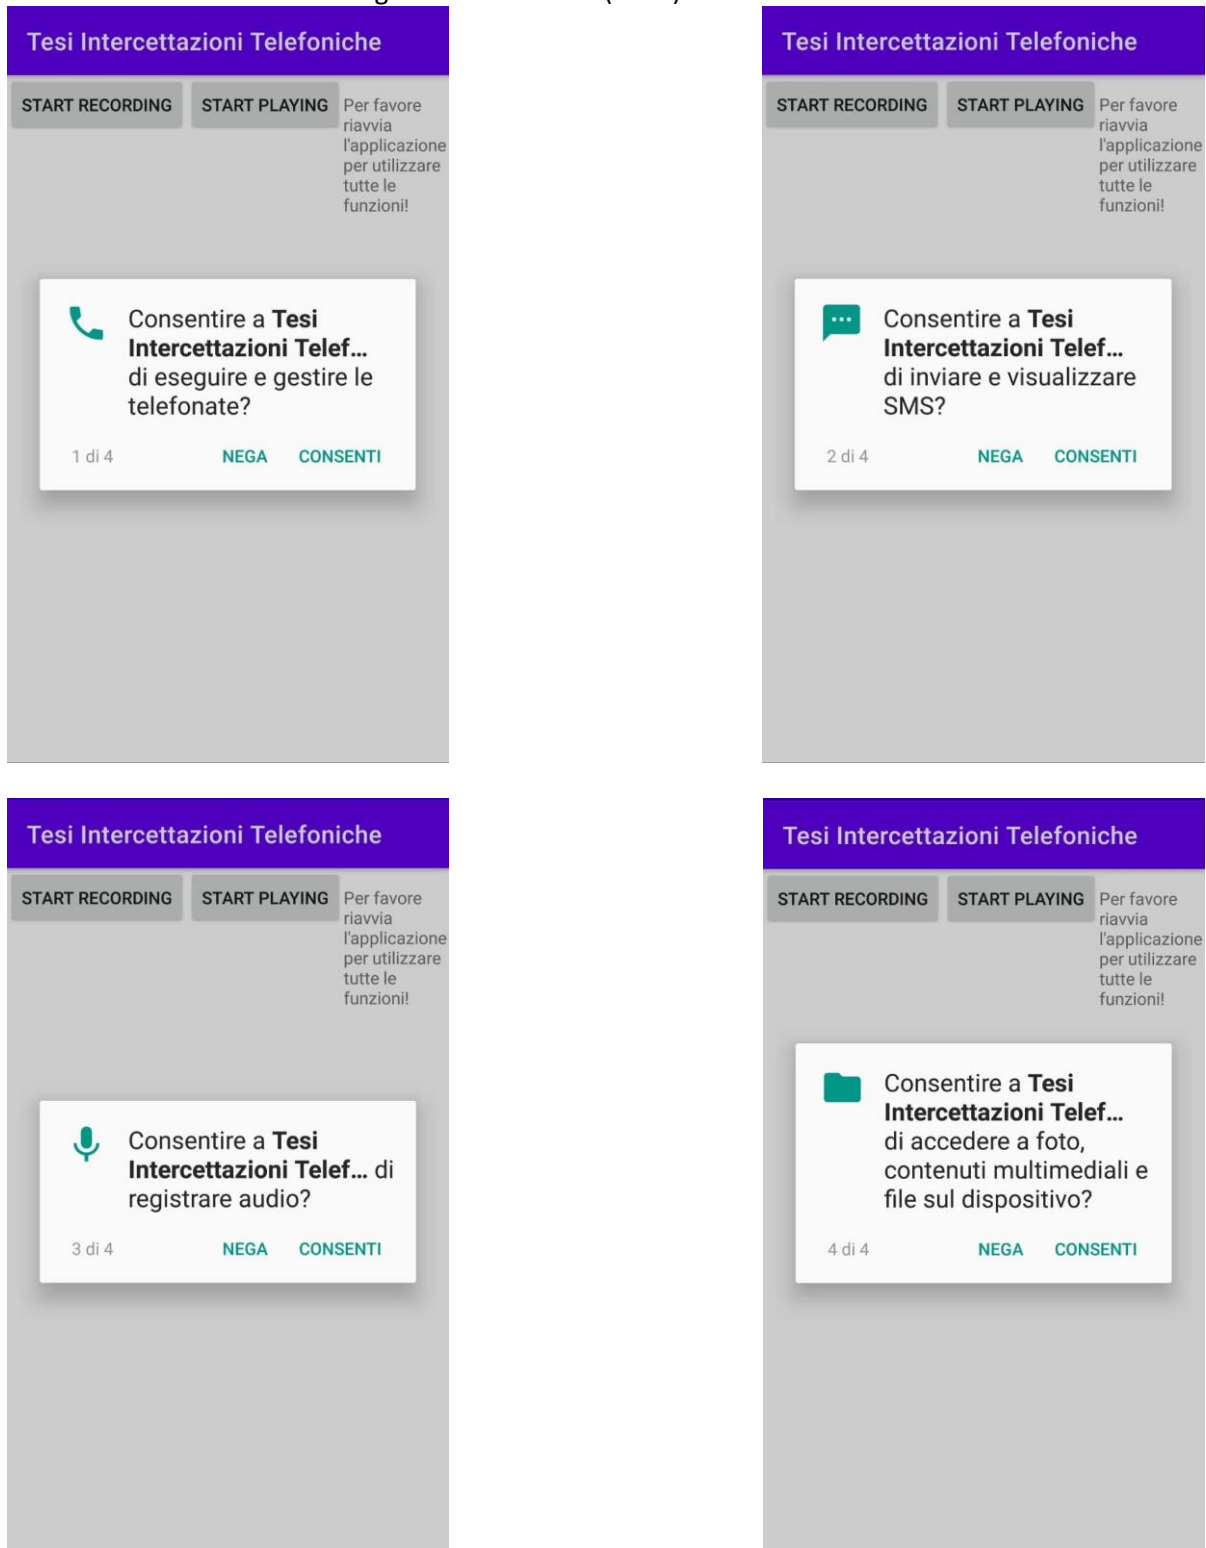 Tesi Intercettazioni Telefoniche
START RECORDING
START PLAYING
Per favore
riavvia
l'applicazione
per utilizzare
tutte le
funzioni!
Consentire a Tesi
Intercettazioni Telef...
di eseguire e gestire le
telefonate?
1 di 4
NEGA
CONSENTI
Tesi Intercettazioni Telefoniche
START RECORDING
START PLAYING
Per favore
riavvia
l'applicazione
per utilizzare
tutte le
funzioni!
Consentire a Tesi
Intercettazioni Telef...
di inviare e visualizzare
SMS?
2 di 4
NEGA
CONSENTI
Tesi Intercettazioni Telefoniche
START RECORDING
START PLAYING
Per favore
riavvia
l'applicazione
per utilizzare
tutte le
funzioni!
Consentire a Tesi
Intercettazioni Telef... di
registrare audio?
3 di 4
NEGA
CONSENTI
Tesi Intercettazioni Telefoniche
START RECORDING
START PLAYING
Per favore
riavvia
l'applicazione
per utilizzare
tutte le
funzioni!
Consentire a Tesi
Intercettazioni Telef...
di accedere a foto,
contenuti multimediali e
file sul dispositivo?
4 di 4
NEGA
CONSENTI